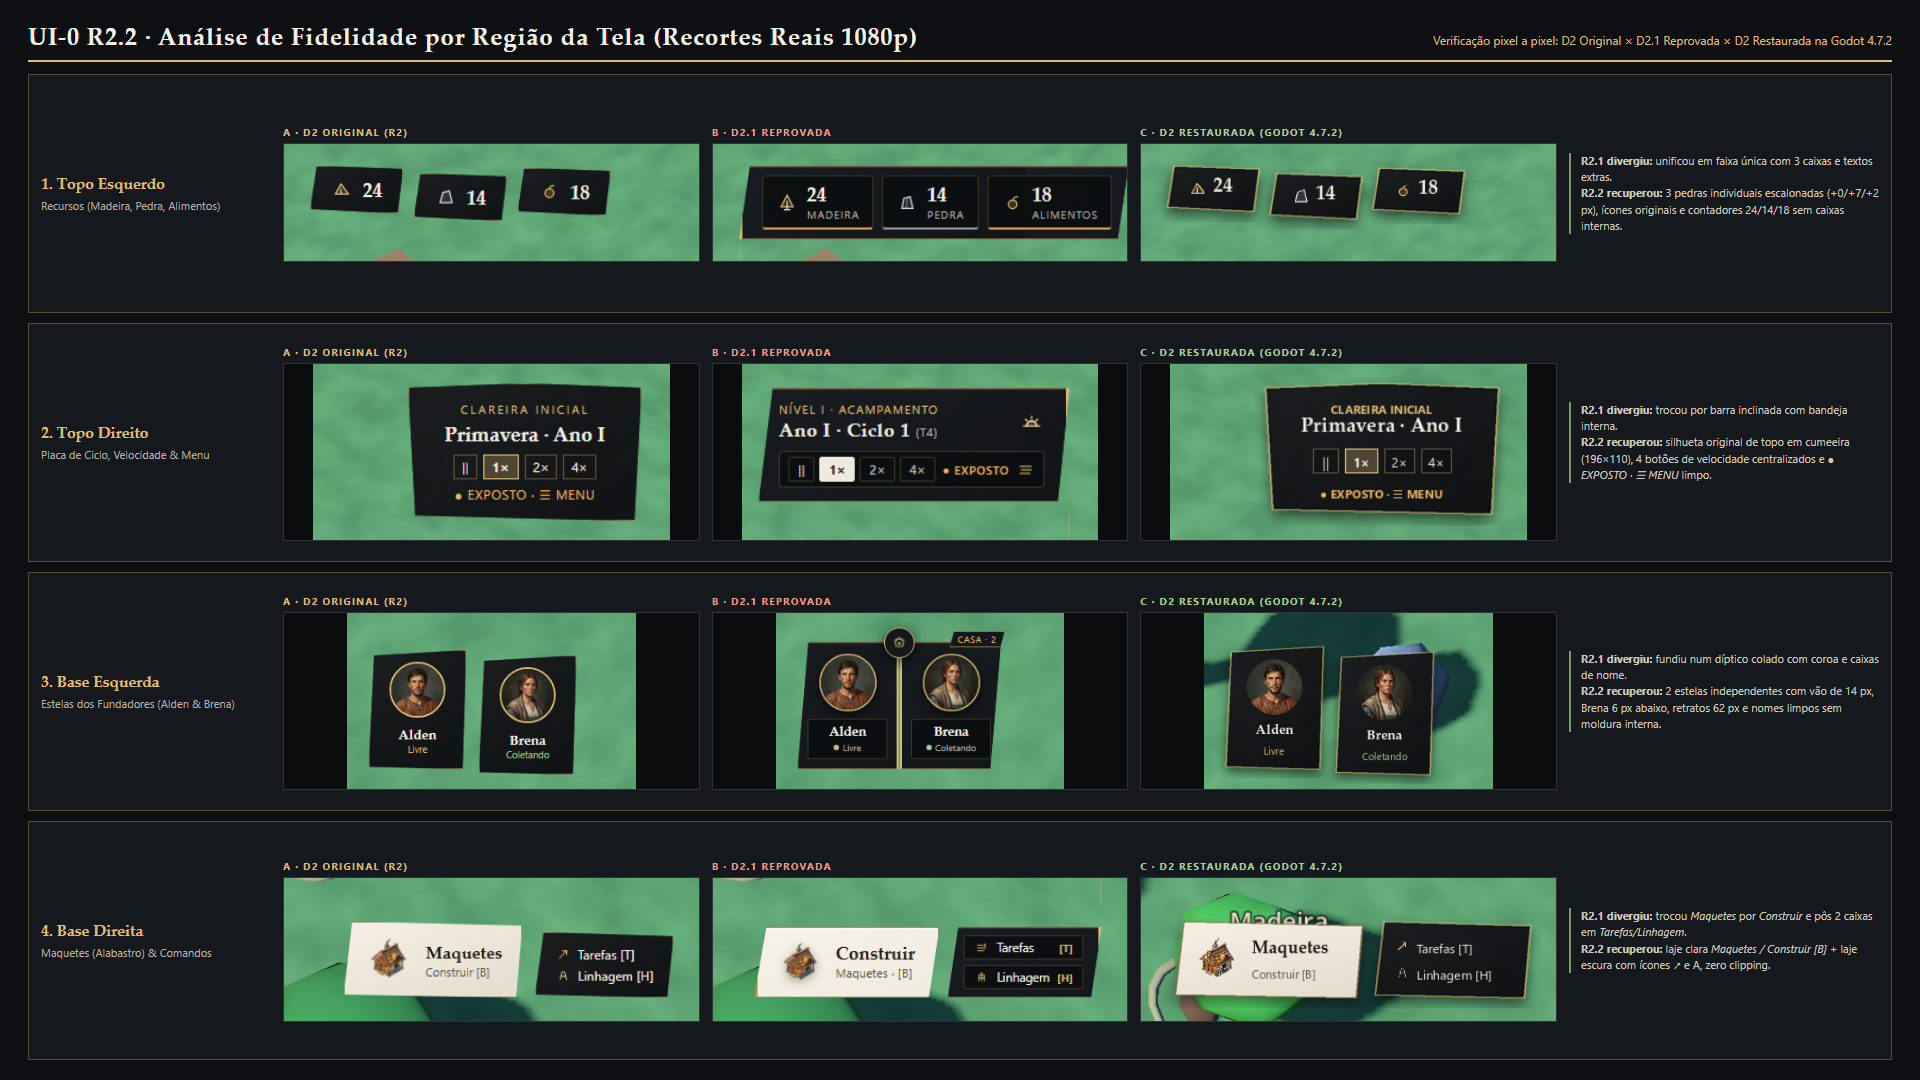 UI-0 R2.2 · Análise de Fidelidade por Região da Tela (Recortes Reais 1080p)
Verificação pixel a pixel: D2 Original × D2.1 Reprovada × D2 Restaurada na Godot 4.7.2
1. Topo Esquerdo
Recursos (Madeira, Pedra, Alimentos)
A · D2 ORIGINAL (R2)
24
14
18
B · D2.1 REPROVADA
24
MADEIRA
14
PEDRA
18
ALIMENTOS
C · D2 RESTAURADA (GODOT 4.7.2)
24
14
18
R2.1 divergiu: unificou em faixa única com 3 caixas e textos
extras.
R2.2 recuperou: 3 pedras individuais escalonadas (+0/+7/+2
px), ícones originais e contadores 24/14/18 sem caixas
internas.
2. Topo Direito
Placa de Ciclo, Velocidade & Menu
A · D2 ORIGINAL (R2)
CLAREIRA INICIAL
Primavera · Ano I
|| 1× 2× 4×
● EXPOSTO · ☰ MENU
B · D2.1 REPROVADA
NÍVEL I · ACAMPAMENTO
Ano I · Ciclo 1 (T4)
|| 1× 2× 4× ● EXPOSTO ☰
C · D2 RESTAURADA (GODOT 4.7.2)
CLAREIRA INICIAL
Primavera · Ano I
|| 1× 2× 4×
● EXPOSTO · ☰ MENU
R2.1 divergiu: trocou por barra inclinada com bandeja
interna.
R2.2 recuperou: silhueta original de topo em cumeeira
(196×110), 4 botões de velocidade centralizados e ●
EXPOSTO · ☰ MENU limpo.
3. Base Esquerda
Estelas dos Fundadores (Alden & Brena)
A · D2 ORIGINAL (R2)
Alden
Livre
Brena
Coletando
B · D2.1 REPROVADA
CASA · 2
Alden
● Livre
Brena
● Coletando
C · D2 RESTAURADA (GODOT 4.7.2)
Alden
Livre
Brena
Coletando
R2.1 divergiu: fundiu num díptico colado com coroa e caixas
de nome.
R2.2 recuperou: 2 estelas independentes com vão de 14 px,
Brena 6 px abaixo, retratos 62 px e nomes limpos sem
moldura interna.
4. Base Direita
Maquetes (Alabastro) & Comandos
A · D2 ORIGINAL (R2)
Maquetes
Construir [B]
↗ Tarefas [T]
Linhagem [H]
B · D2.1 REPROVADA
Construir
Maquetes · [B]
Tarefas [T]
Linhagem [H]
C · D2 RESTAURADA (GODOT 4.7.2)
Madeira
Maquetes
Construir [B]
↗ Tarefas [T]
Linhagem [H]
R2.1 divergiu: trocou Maquetes por Construir e pôs 2 caixas
em Tarefas/Linhagem.
R2.2 recuperou: laje clara Maquetes / Construir [B] + laje
escura com ícones ↗ e A, zero clipping.